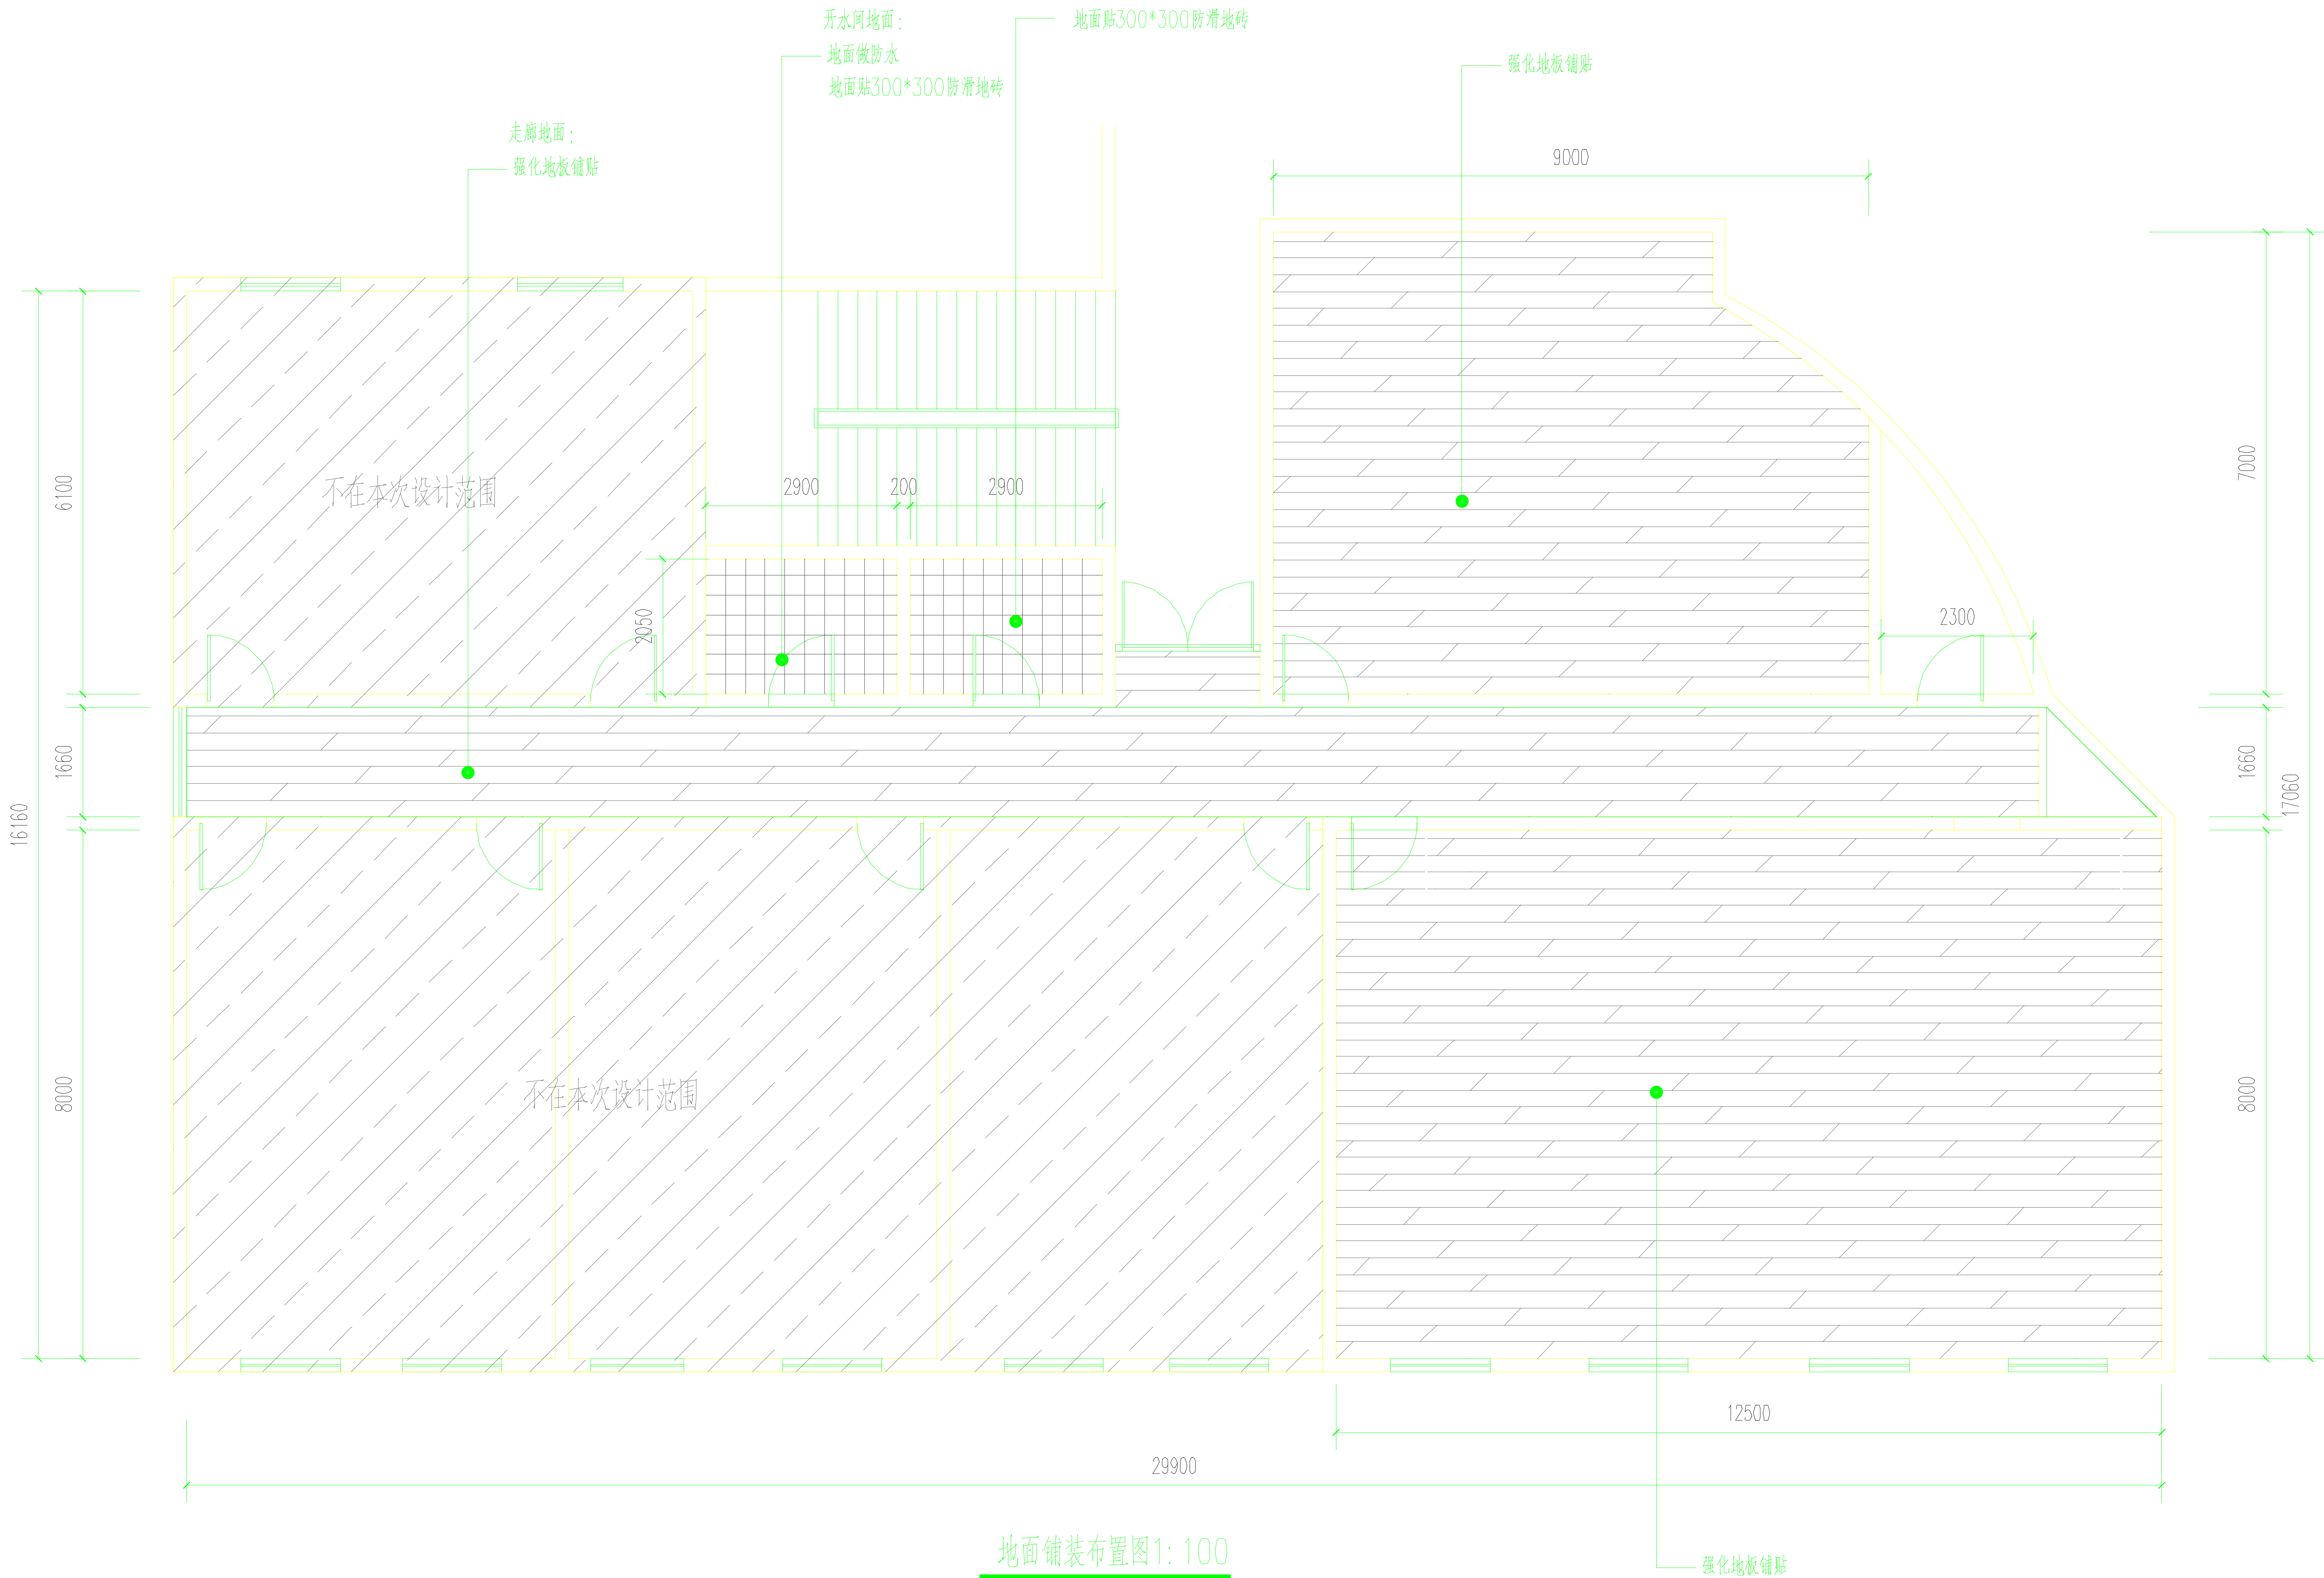 开水间地面：
地面贴300*300防滑地砖
地面做防水
地面贴300*300防滑地砖
强化地板铺贴
走廊地面：
强化地板铺贴
9000
6100
不在本次设计范围
2900
200
2900
7000
2050
2300
1660
1660
16160
17060
8000
不在本次设计范围
8000
12500
29900
地面铺装布置图1：100
强化地板铺贴